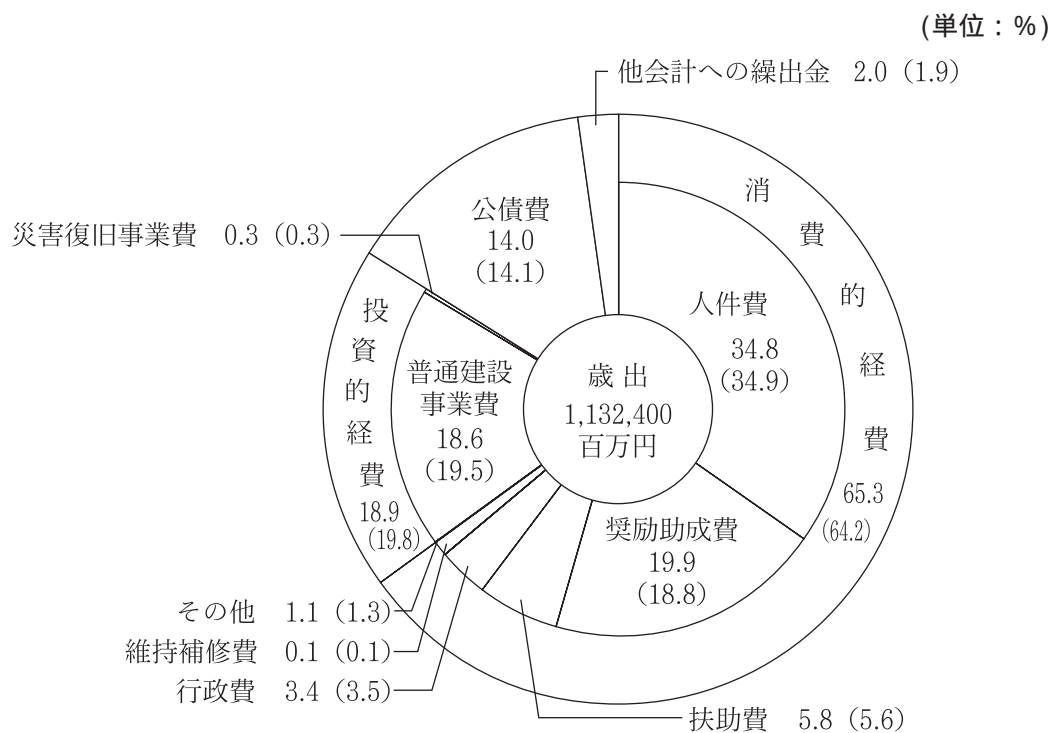 (単位：％)
他会計への繰出金 2.0 (1.9)
消費的経費
65.3
(64.2)
人件費
34.8
(34.9)
奨励助成費
19.9
(18.8)
扶助費 5.8 (5.6)
行政費 3.4 (3.5)
維持補修費 0.1 (0.1)
その他 1.1 (1.3)
投資的経費
18.9
(19.8)
普通建設
事業費
18.6
(19.5)
災害復旧事業費 0.3 (0.3)
公債費
14.0
(14.1)
歳出
1,132,400
百万円